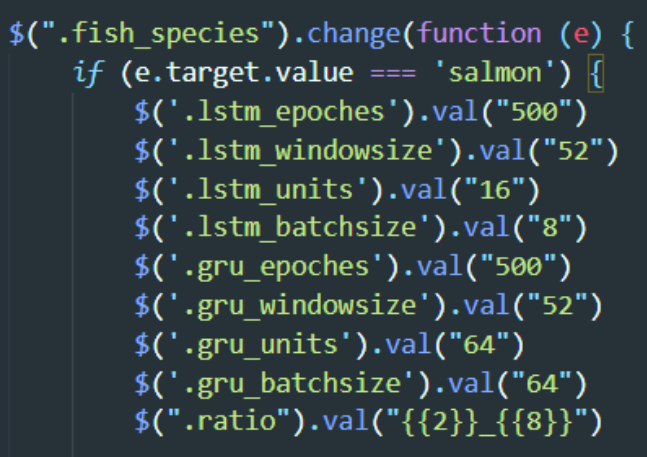 $(".fish_species").change(function (e) {
if (e.target.value === 'salmon') {
$('.lstm_epoches').val("500")
$('.lstm_windowsize').val("52")
$('.lstm_units').val("16")
$('.lstm_batchsize').val("8")
$('.gru_epoches').val("500")
$('.gru_windowsize').val("52")
$('.gru_units').val("64")
$('.gru_batchsize').val("64")
$(".ratio").val("{{2}}_{{8}}")